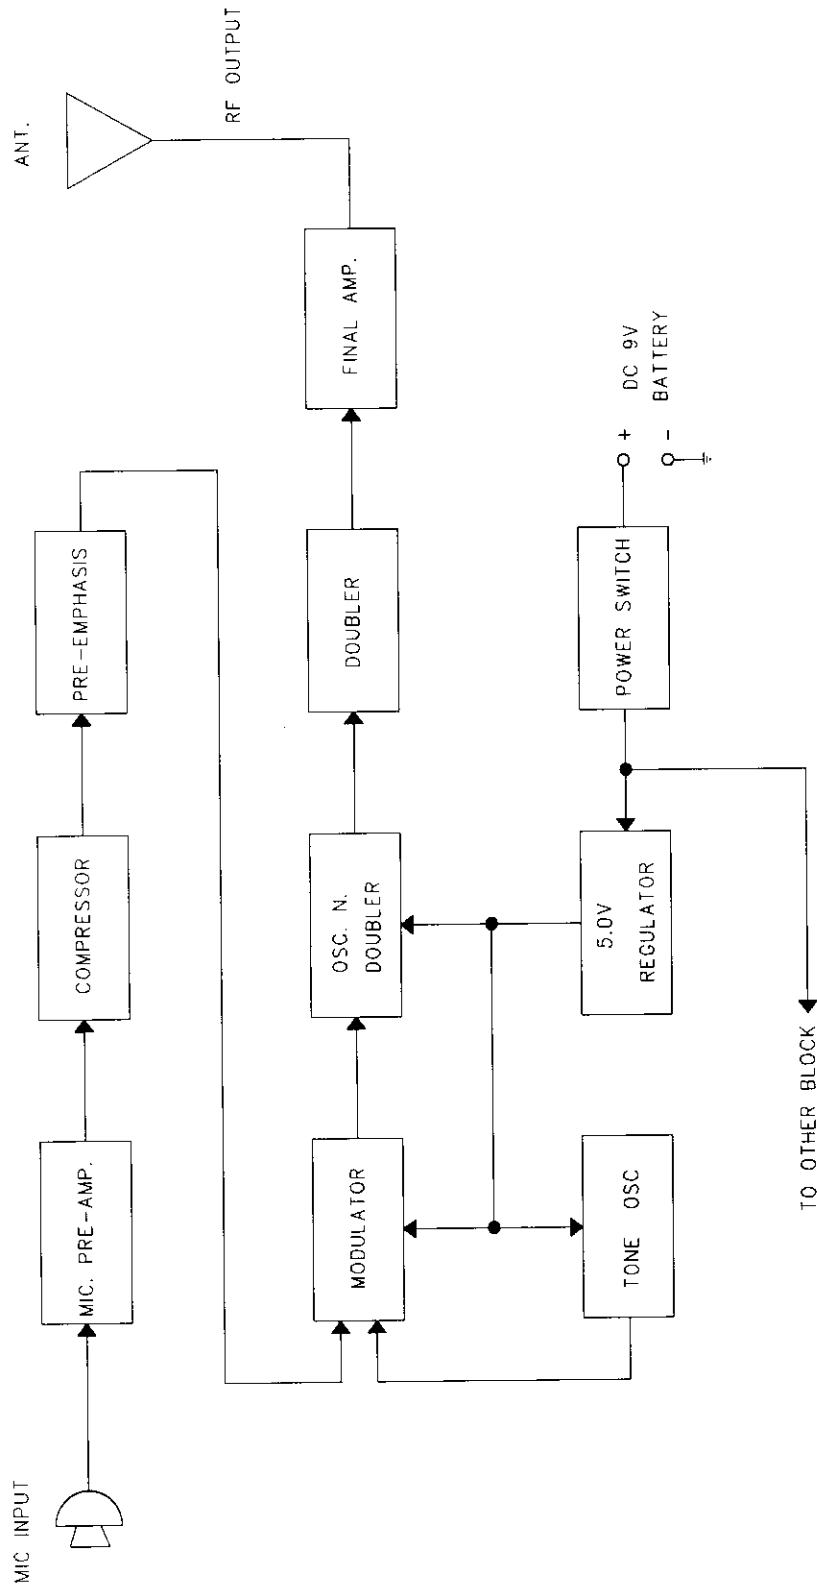 MIC INPUT
MIC. PRE-AMP.
COMPRESSOR
PRE-EMPHASIS
ANT.
RF OUTPUT
MODULATOR
OSC. N.
DOUBLER
DOUBLER
FINAL AMP.
TONE OSC
5.0V
REGULATOR
POWER SWITCH
+
DC 9V
-
BATTERY
TO OTHER BLOCK